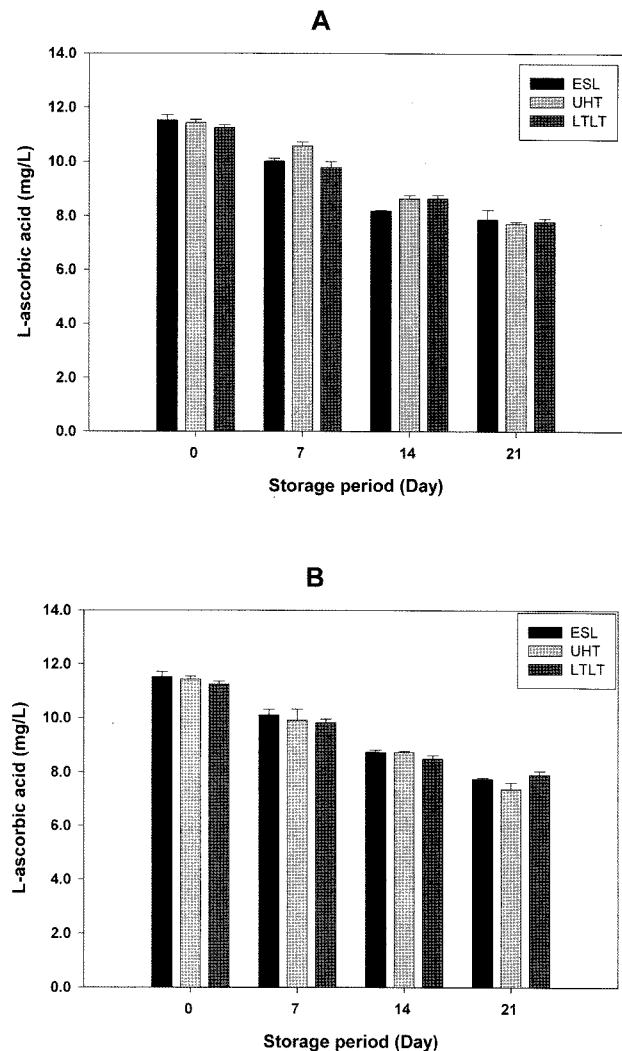 A
14.0
12.0
10.0
8.0
6.0
4.0
2.0
0.0
L-ascorbic acid (mg/L)
ESL
UHT
LTLT
0 7 14 21
Storage period (Day)
B
14.0
12.0
10.0
8.0
6.0
4.0
2.0
0.0
L-ascorbic acid (mg/L)
ESL
UHT
LTLT
0 7 14 21
Storage period (Day)